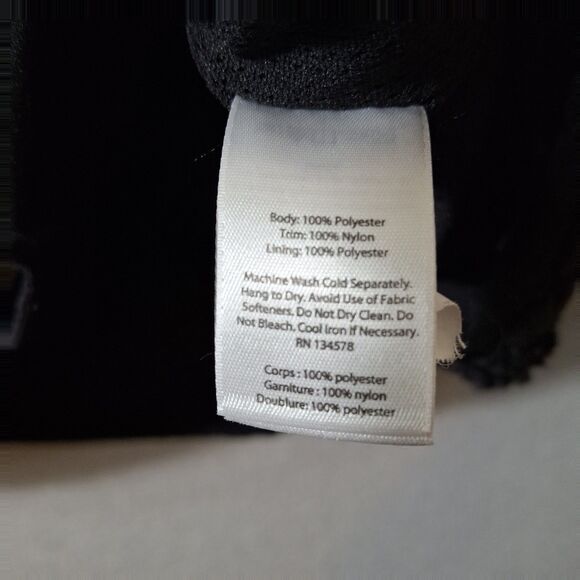 Body: 100% Polyester
Trim: 100% Nylon
Lining: 100% Polyester
Machine Wash Cold Separately.
Hang to Dry. Avoid Use of Fabric
Softeners. Do Not Dry Clean. Do
Not Bleach. Cool Iron If Necessary.
RN 134578
Corps : 100% polyester
Garniture : 100% nylon
Doublure: 100% polyester